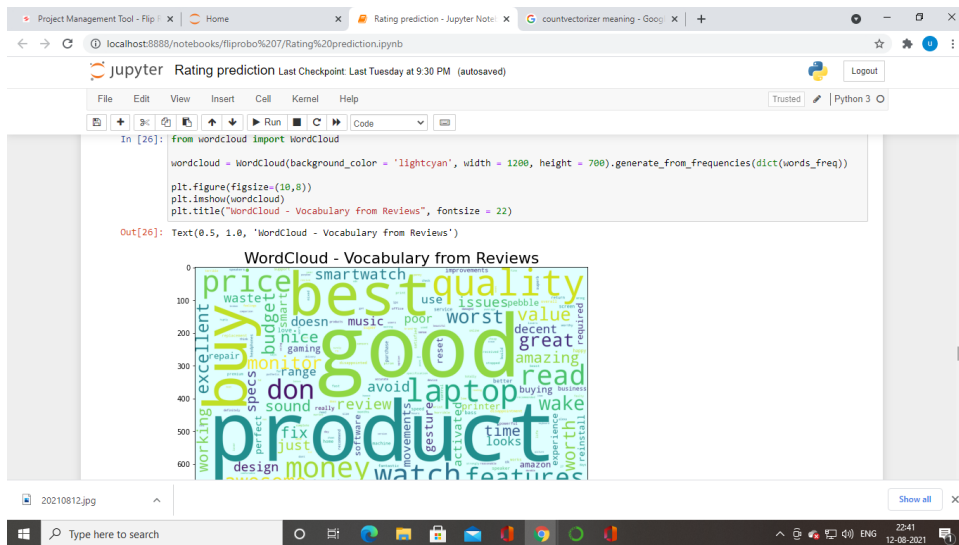 Project Management Tool - Flip R
Home
Rating prediction - Jupyter Note
countvectorizer meaning - Goog
localhost:8888/notebooks/fliprobo%207/Rating%20prediction.ipynb
Jupyter Rating prediction Last Checkpoint: Last Tuesday at 9:30 PM (autosaved)
Logout
File Edit View Insert Cell Kernel Help
Trusted Python 3
Run Code
In [26]: from wordcloud import WordCloud
wordcloud = WordCloud(background_color = 'lightcyan', width = 1200, height = 700).generate_from_frequencies(dict(words_freq))
plt.figure(figsize=(10,8))
plt.imshow(wordcloud)
plt.title("WordCloud - Vocabulary from Reviews", fontsize = 22)
Out[26]: Text(0.5, 1.0, 'WordCloud - Vocabulary from Reviews')
WordCloud - Vocabulary from Reviews
0
100
200
300
400
500
600
price
smartwatch
improvements
best
quality
waste
use
issues
pebble
buy
budget
smart
doesn
music
poor
worst
value
required
excellent
nice
good
reset
decent
great
gaming
repair
monitor
amazing
range
specs
don
avoid
laptop
read
better
buying
business
sound
really
review
printer
wake
working
perfect
product
software
movements
gesture
activated
time
looks
experience
worth
reinstall
fix
just
design
money
watch
features
amazon
awesome
20210812.jpg
Show all
Type here to search
ENG
22:41
12-08-2021
1